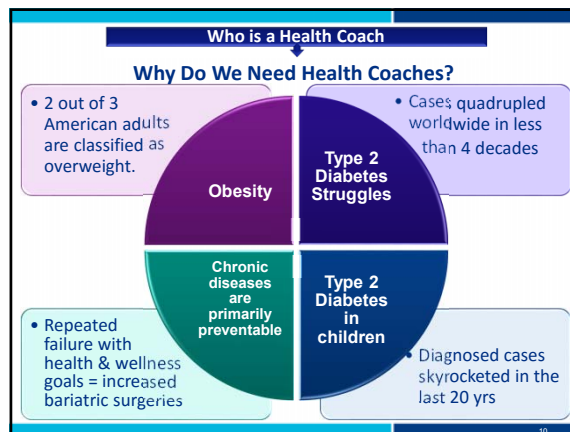 Who is a Health Coach
Why Do We Need Health Coaches?
• 2 out of 3
American adults
are classified as
overweight.
• Cases quadrupled
worldwide in less
than 4 decades
Obesity
Type 2
Diabetes
Struggles
Chronic
diseases
are
primarily
preventable
Type 2
Diabetes
in
children
• Repeated
failure with
health & wellness
goals = increased
bariatric surgeries
• Diagnosed cases
skyrocketed in the
last 20 yrs
10